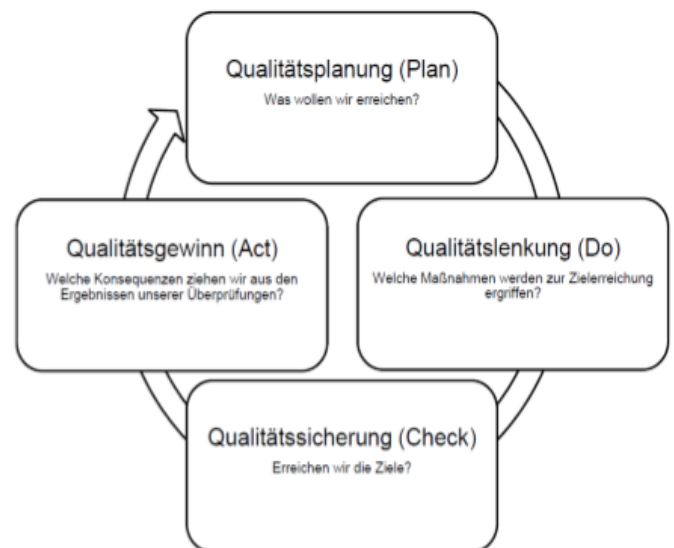 Qualitätsplanung (Plan)
Was wollen wir erreichen?
Qualitätslenkung (Do)
Welche Maßnahmen werden zur Zielerreichung
ergriffen?
Qualitätssicherung (Check)
Erreichen wir die Ziele?
Qualitätsgewinn (Act)
Welche Konsequenzen ziehen wir aus den
Ergebnissen unserer Überprüfungen?